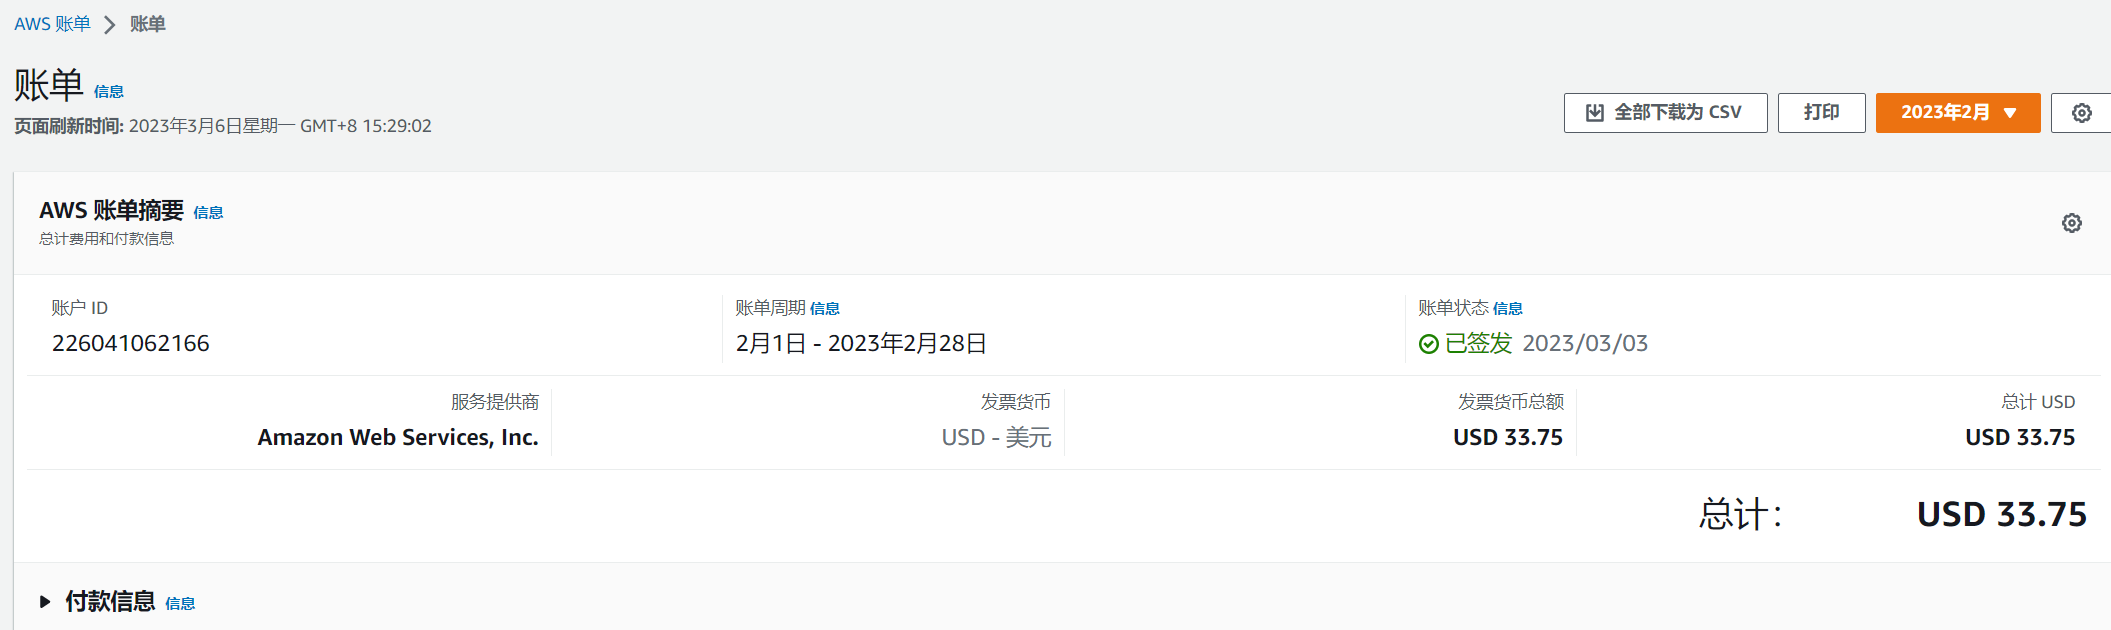 AWS 账单 > 账单
账单 信息
页面刷新时间: 2023年3月6日星期一 GMT+8 15:29:02
全部下载为 CSV 打印 2023年2月
AWS 账单摘要 信息
总计费用和付款信息
账户 ID 账单周期 信息 账单状态 信息
226041062166 2月1日 - 2023年2月28日 已签发 2023/03/03
服务提供商 发票货币 发票货币总额 总计 USD
Amazon Web Services, Inc. USD - 美元 USD 33.75 USD 33.75
总计: USD 33.75
付款信息 信息